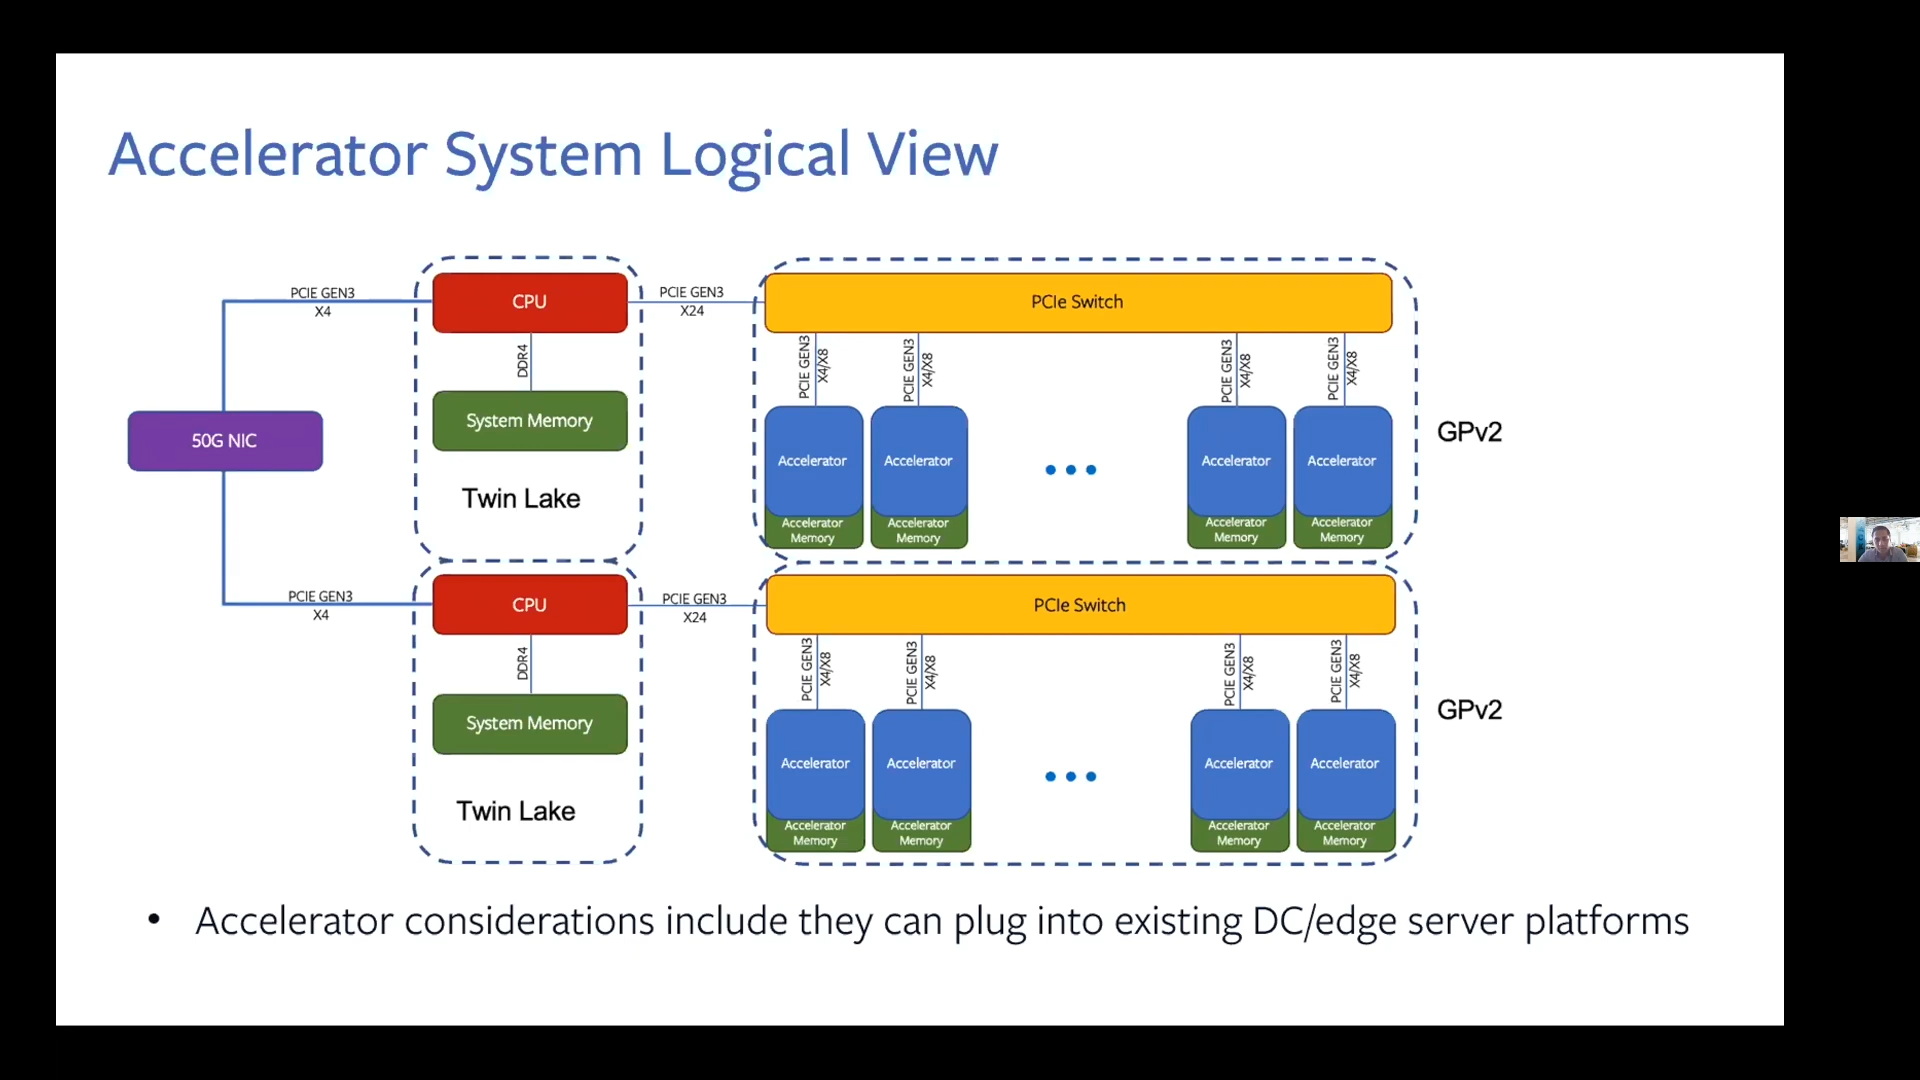 Accelerator System Logical View
PCIE GEN3
X4
CPU
PCIE GEN3
X24
PCIe Switch
DDR4
PCIE GEN3
X4/X8
PCIE GEN3
X4/X8
PCIE GEN3
X4/X8
PCIE GEN3
X4/X8
50G NIC
System Memory
Twin Lake
Accelerator
Accelerator
Accelerator
Accelerator
Accelerator
Memory
Accelerator
Memory
Accelerator
Memory
Accelerator
Memory
GPv2
PCIE GEN3
X4
CPU
PCIE GEN3
X24
PCIe Switch
DDR4
PCIE GEN3
X4/X8
PCIE GEN3
X4/X8
PCIE GEN3
X4/X8
PCIE GEN3
X4/X8
System Memory
Twin Lake
Accelerator
Accelerator
Accelerator
Accelerator
Accelerator
Memory
Accelerator
Memory
Accelerator
Memory
Accelerator
Memory
GPv2
• Accelerator considerations include they can plug into existing DC/edge server platforms